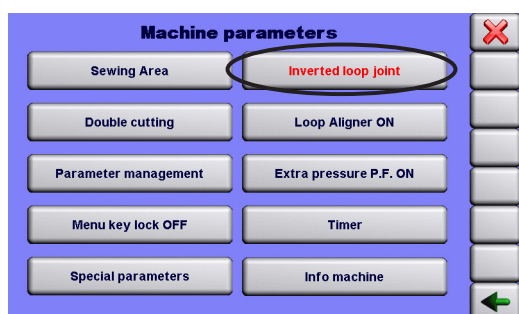 Machine parameters
Sewing Area
Inverted loop joint
Double cutting
Loop Aligner ON
Parameter management
Extra pressure P.F. ON
Menu key lock OFF
Timer
Special parameters
Info machine